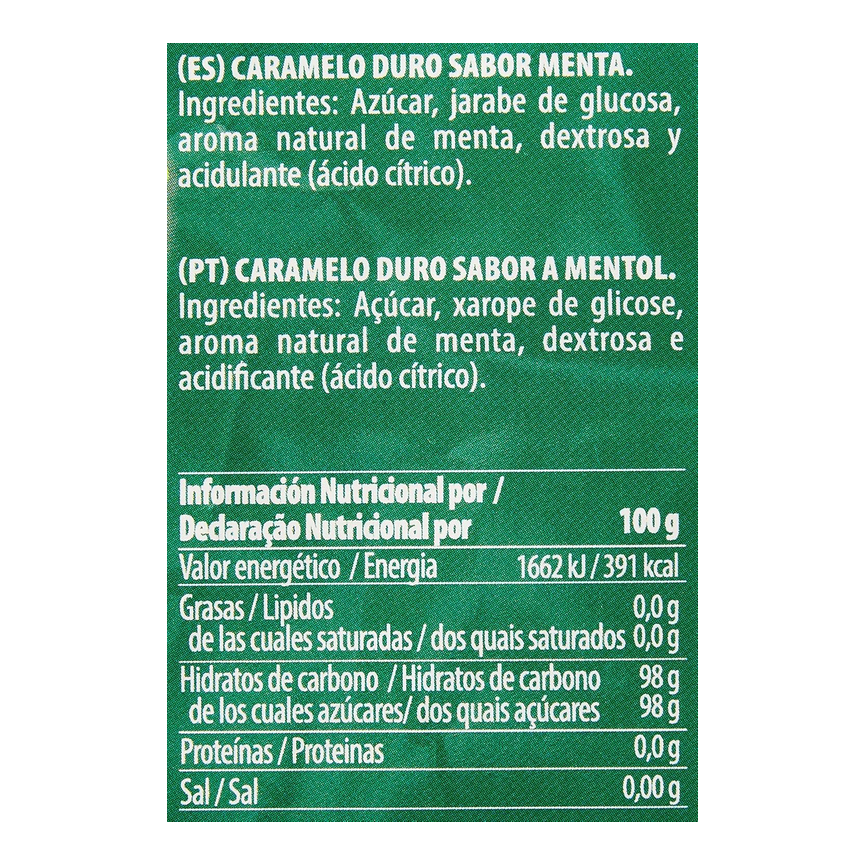 (ES) CARAMELO DURO SABOR MENTA.
Ingredientes: Azúcar, jarabe de glucosa,
aroma natural de menta, dextrosa y
acidulante (ácido cítrico).
(PT) CARAMELO DURO SABOR A MENTOL.
Ingredientes: Açúcar, xarope de glicose,
aroma natural de menta, dextrosa e
acidificante (ácido cítrico).
Información Nutricional por /
Declaração Nutricional por 100 g
Valor energético / Energia 1662 kJ / 391 kcal
Grasas / Lipidos 0,0 g
de las cuales saturadas / dos quais saturados 0,0 g
Hidratos de carbono / Hidratos de carbono 98 g
de los cuales azúcares/ dos quais açúcares 98 g
Proteínas / Proteinas 0,0 g
Sal / Sal 0,00 g